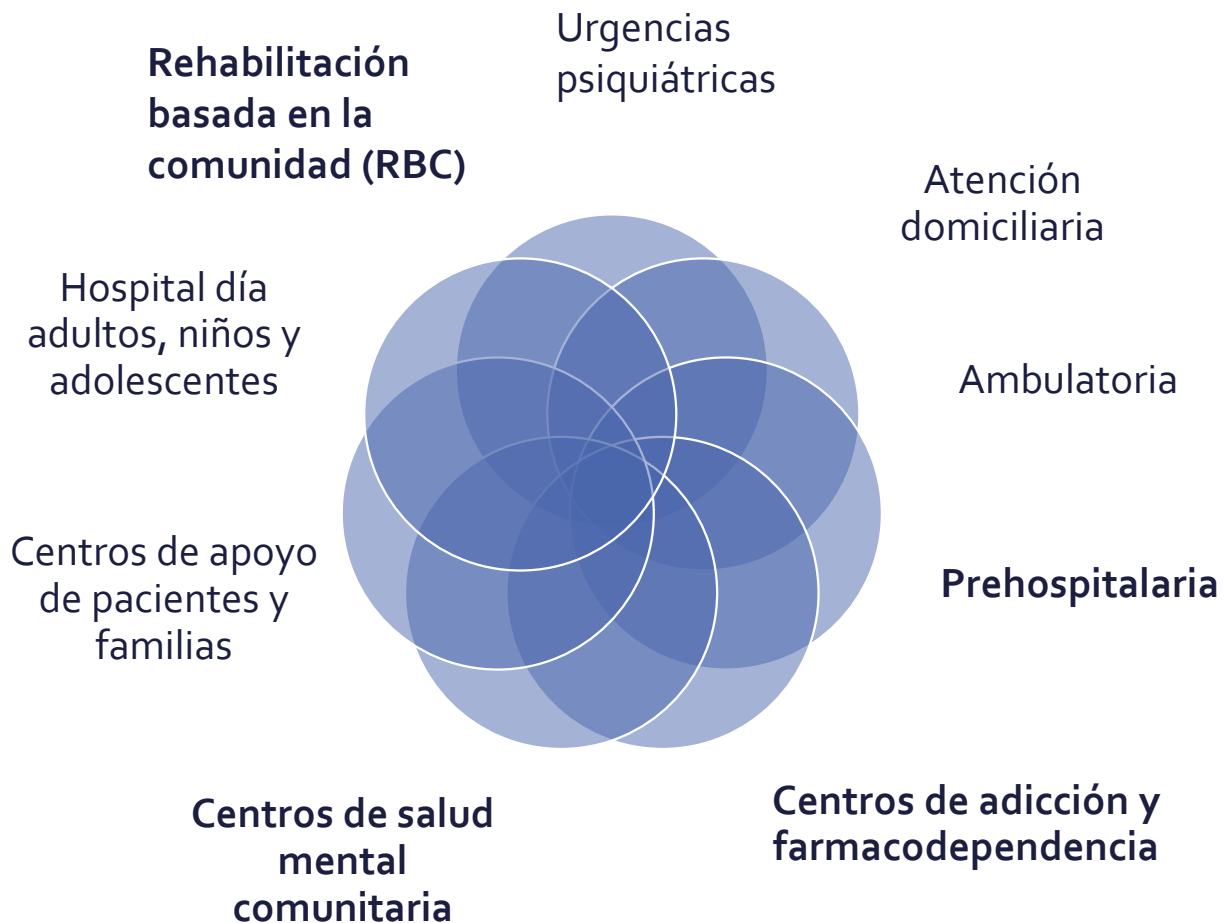 Urgencias
psiquiátricas
Rehabilitación
basada en la
comunidad (RBC)
Atención
domiciliaria
Hospital día
adultos, niños y
adolescentes
Ambulatoria
Centros de apoyo
de pacientes y
familias
Prehospitalaria
Centros de salud
mental
comunitaria
Centros de adicción y
farmacodependencia